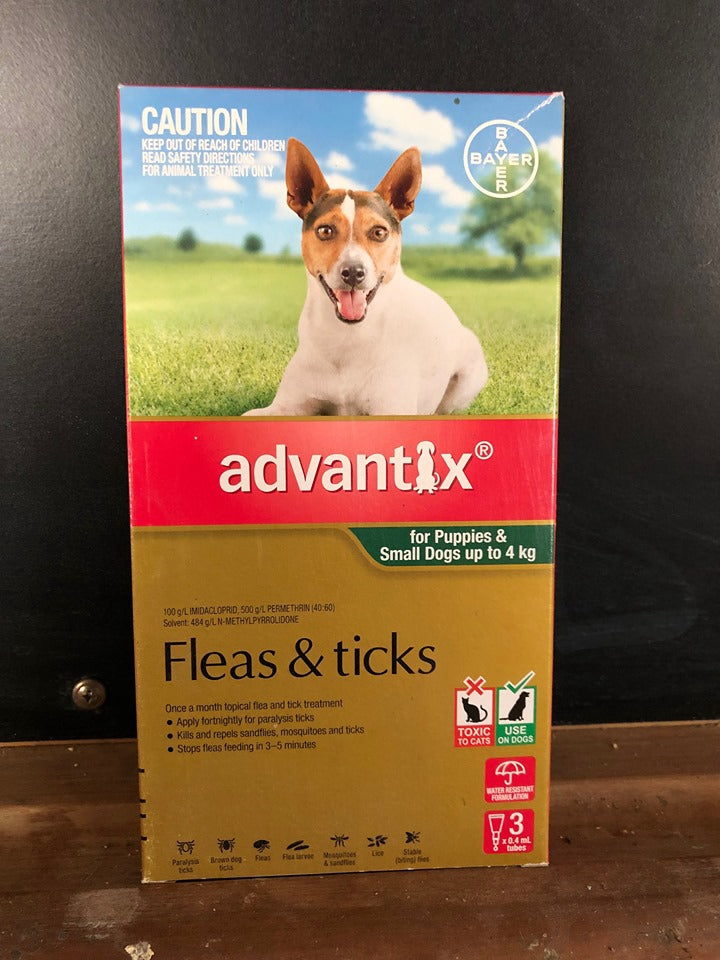 CAUTION
KEEP OUT OF REACH OF CHILDREN
READ SAFETY DIRECTIONS
FOR ANIMAL TREATMENT ONLY
BAYER
BAYER
advantix®
for Puppies &
Small Dogs up to 4 kg
100 g/L IMIDACLOPRID, 500 g/L PERMETHRIN (40:60)
Solvent: 484 g/L N-METHYLPYRROLIDONE
Fleas & ticks
Once a month topical flea and tick treatment
• Apply fortnightly for paralysis ticks
• Kills and repels sandflies, mosquitoes and ticks
• Stops fleas feeding in 3–5 minutes
TOXIC
TO CATS
USE
ON DOGS
WATER RESISTANT
FORMULATION
3
x 0.4 mL
tubes
Paralysis
ticks
Brown dog
ticks
Fleas
Flea larvae
Mosquitoes
& sandflies
Lice
Stable
(biting) flies